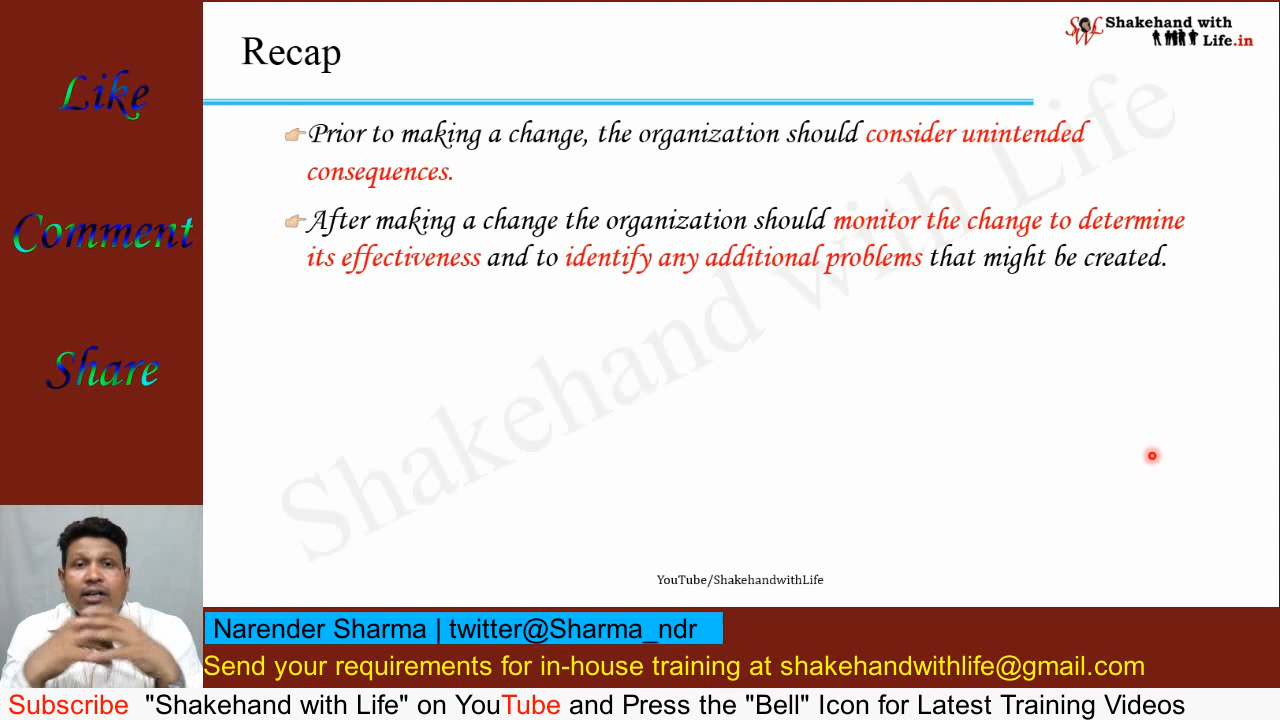 Like
Comment
Share
Recap
SWL Shakehand with
Life.in
Prior to making a change, the organization should consider unintended
consequences.
After making a change the organization should monitor the change to determine
its effectiveness and to identify any additional problems that might be created.
Shakehand with Life
YouTube/ShakehandwithLife
Narender Sharma | twitter@Sharma_ndr
Send your requirements for in-house training at shakehandwithlife@gmail.com
Subscribe "Shakehand with Life" on YouTube and Press the "Bell" Icon for Latest Training Videos